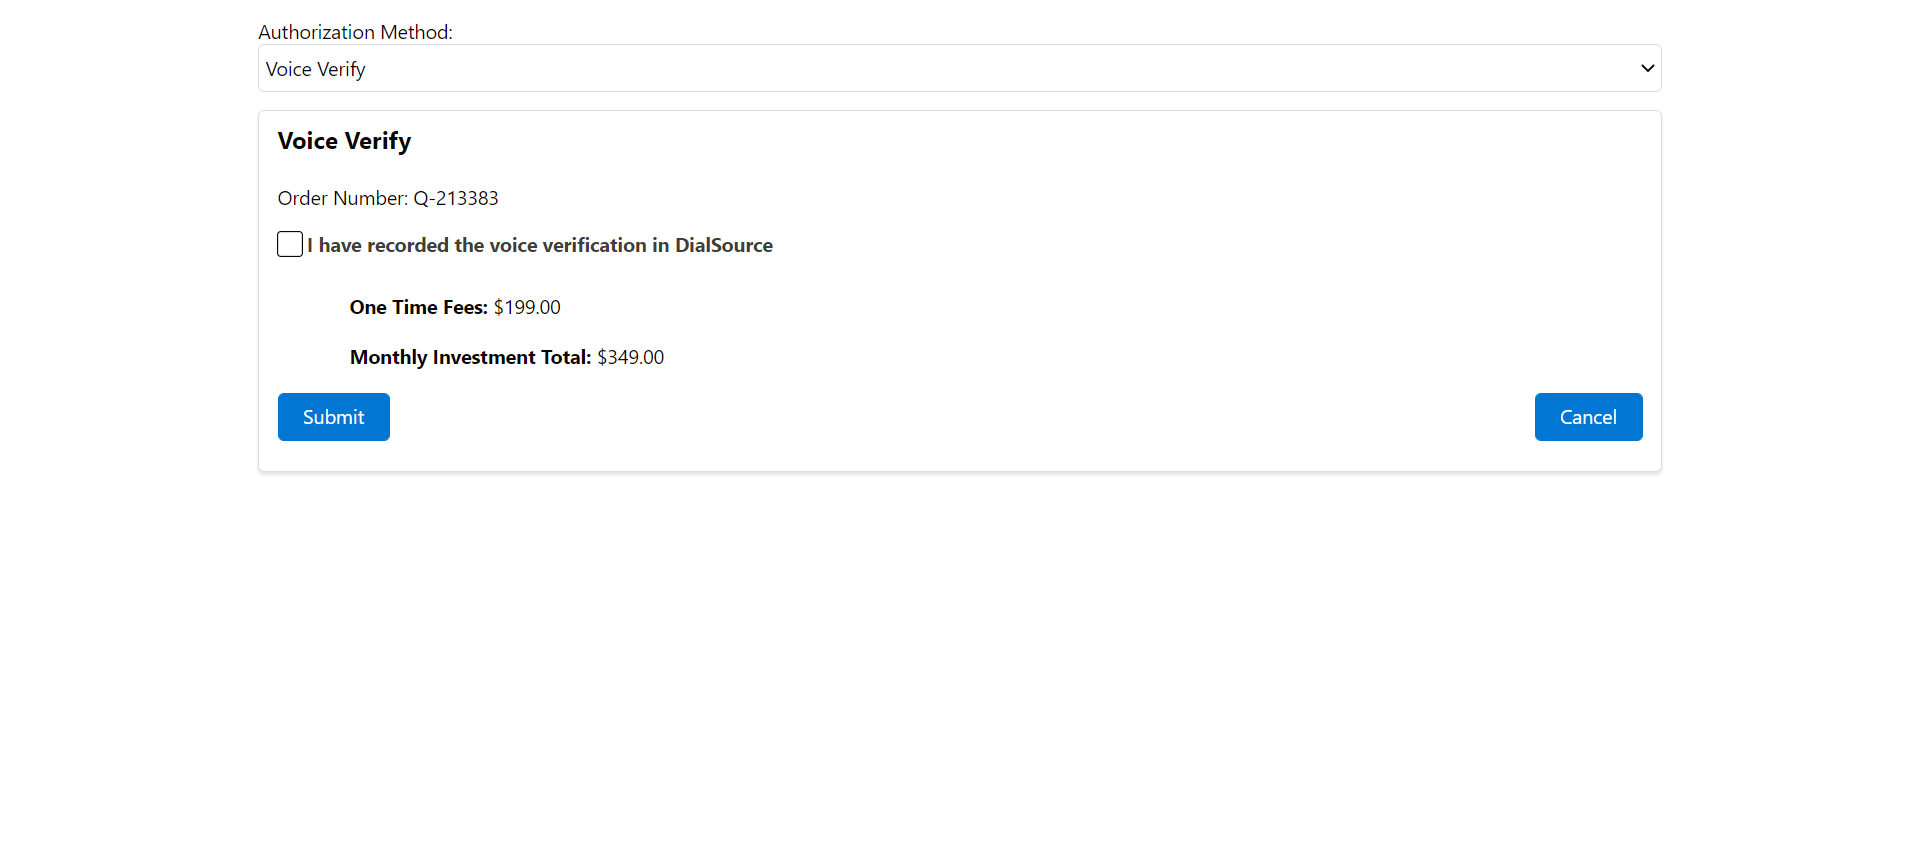 Authorization Method:
Voice Verify
Voice Verify
Order Number: Q-213383
I have recorded the voice verification in DialSource
One Time Fees: $199.00
Monthly Investment Total: $349.00
Submit
Cancel